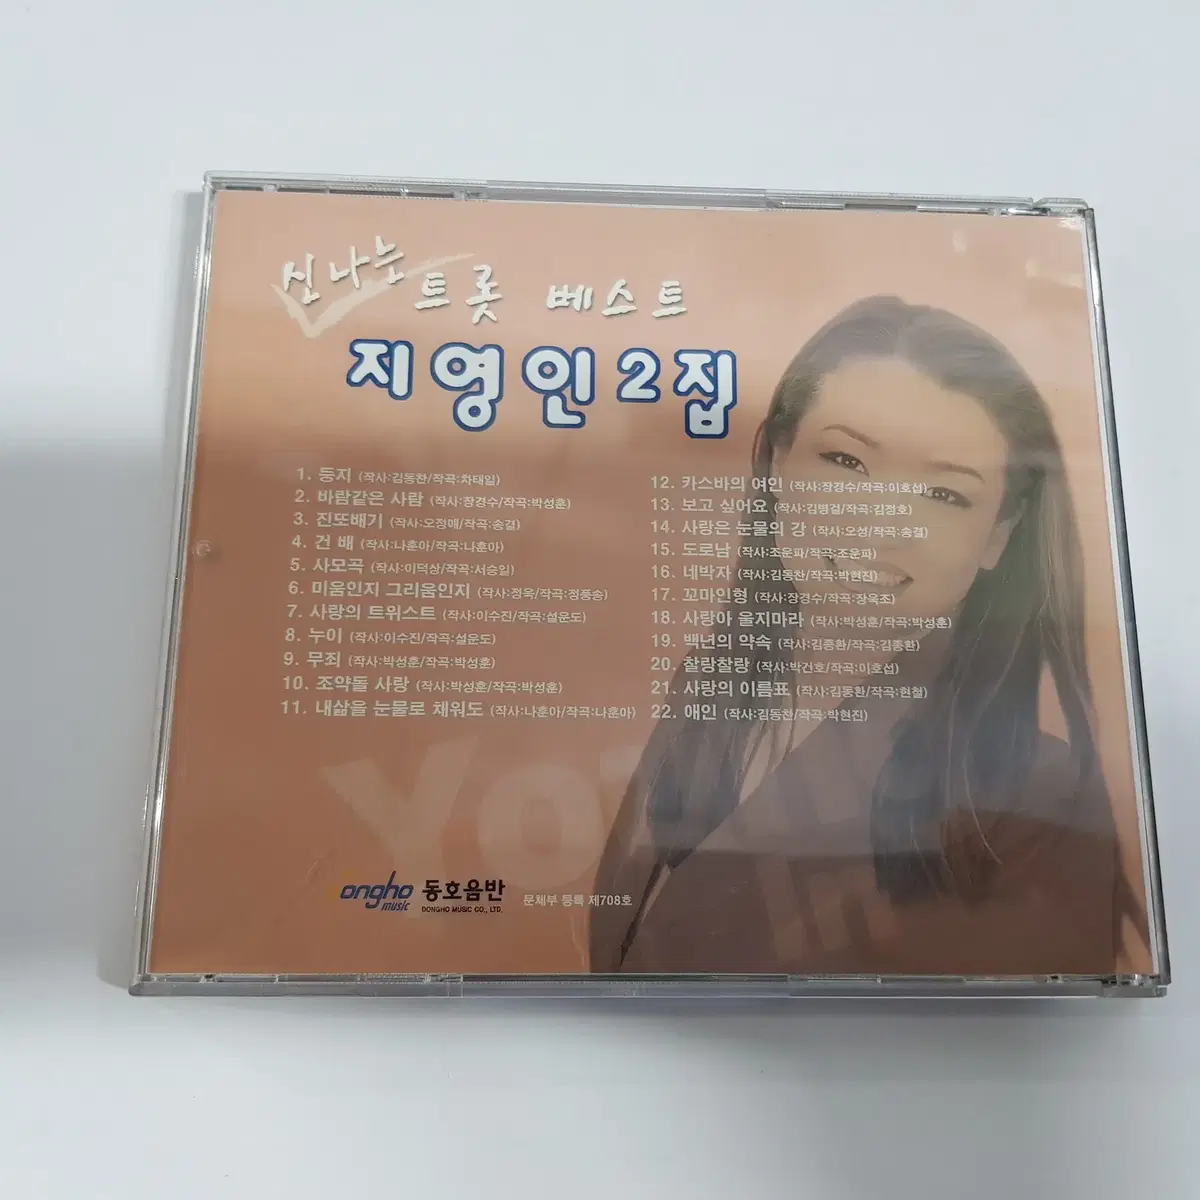 신나는 트롯 베스트
지영인 2집
1. 둥지 (작사:김동찬/작곡:차태일)
2. 바람같은 사람 (작사:장경수/작곡:박성훈)
3. 진또배기 (작사:오정애/작곡:송결)
4. 건 배 (작사:나훈아/작곡:나훈아)
5. 사모곡 (작사:이덕상/작곡:서승일)
6. 미움인지 그리움인지 (작사:정욱/작곡:정풍송)
7. 사랑의 트위스트 (작사:이수진/작곡:설운도)
8. 누이 (작사:이수진/작곡:설운도)
9. 무죄 (작사:박성훈/작곡:박성훈)
10. 조약돌 사랑 (작사:박성훈/작곡:박성훈)
11. 내삶을 눈물로 채워도 (작사:나훈아/작곡:나훈아)
12. 카스바의 여인 (작사:장경수/작곡:이호섭)
13. 보고 싶어요 (작사:김병걸/작곡:김정호)
14. 사랑은 눈물의 강 (작사:오성/작곡:송결)
15. 도로남 (작사:조운파/작곡:조운파)
16. 네박자 (작사:김동찬/작곡:박현진)
17. 꼬마인형 (작사:장경수/작곡:장욱조)
18. 사랑아 울지마라 (작사:박성훈/작곡:박성훈)
19. 백년의 약속 (작사:김종환/작곡:김종환)
20. 찰랑찰랑 (작사:박건호/작곡:이호섭)
21. 사랑의 이름표 (작사:김동환/작곡:현철)
22. 애인 (작사:김동찬/작곡:박현진)
dongho music 동호음반
DONGHO MUSIC CO., LTD.
문체부 등록 제708호